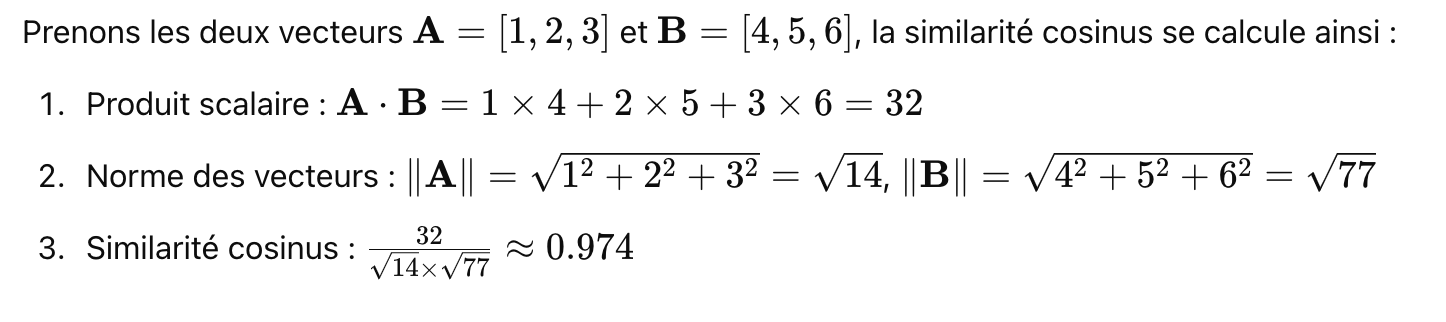 Prenons les deux vecteurs A = [1, 2, 3] et B = [4, 5, 6], la similarité cosinus se calcule ainsi :
1. Produit scalaire : A · B = 1 × 4 + 2 × 5 + 3 × 6 = 32
2. Norme des vecteurs : ‖A‖ = √(1² + 2² + 3²) = √14, ‖B‖ = √(4² + 5² + 6²) = √77
3. Similarité cosinus : 32/(√14×√77) ≈ 0.974